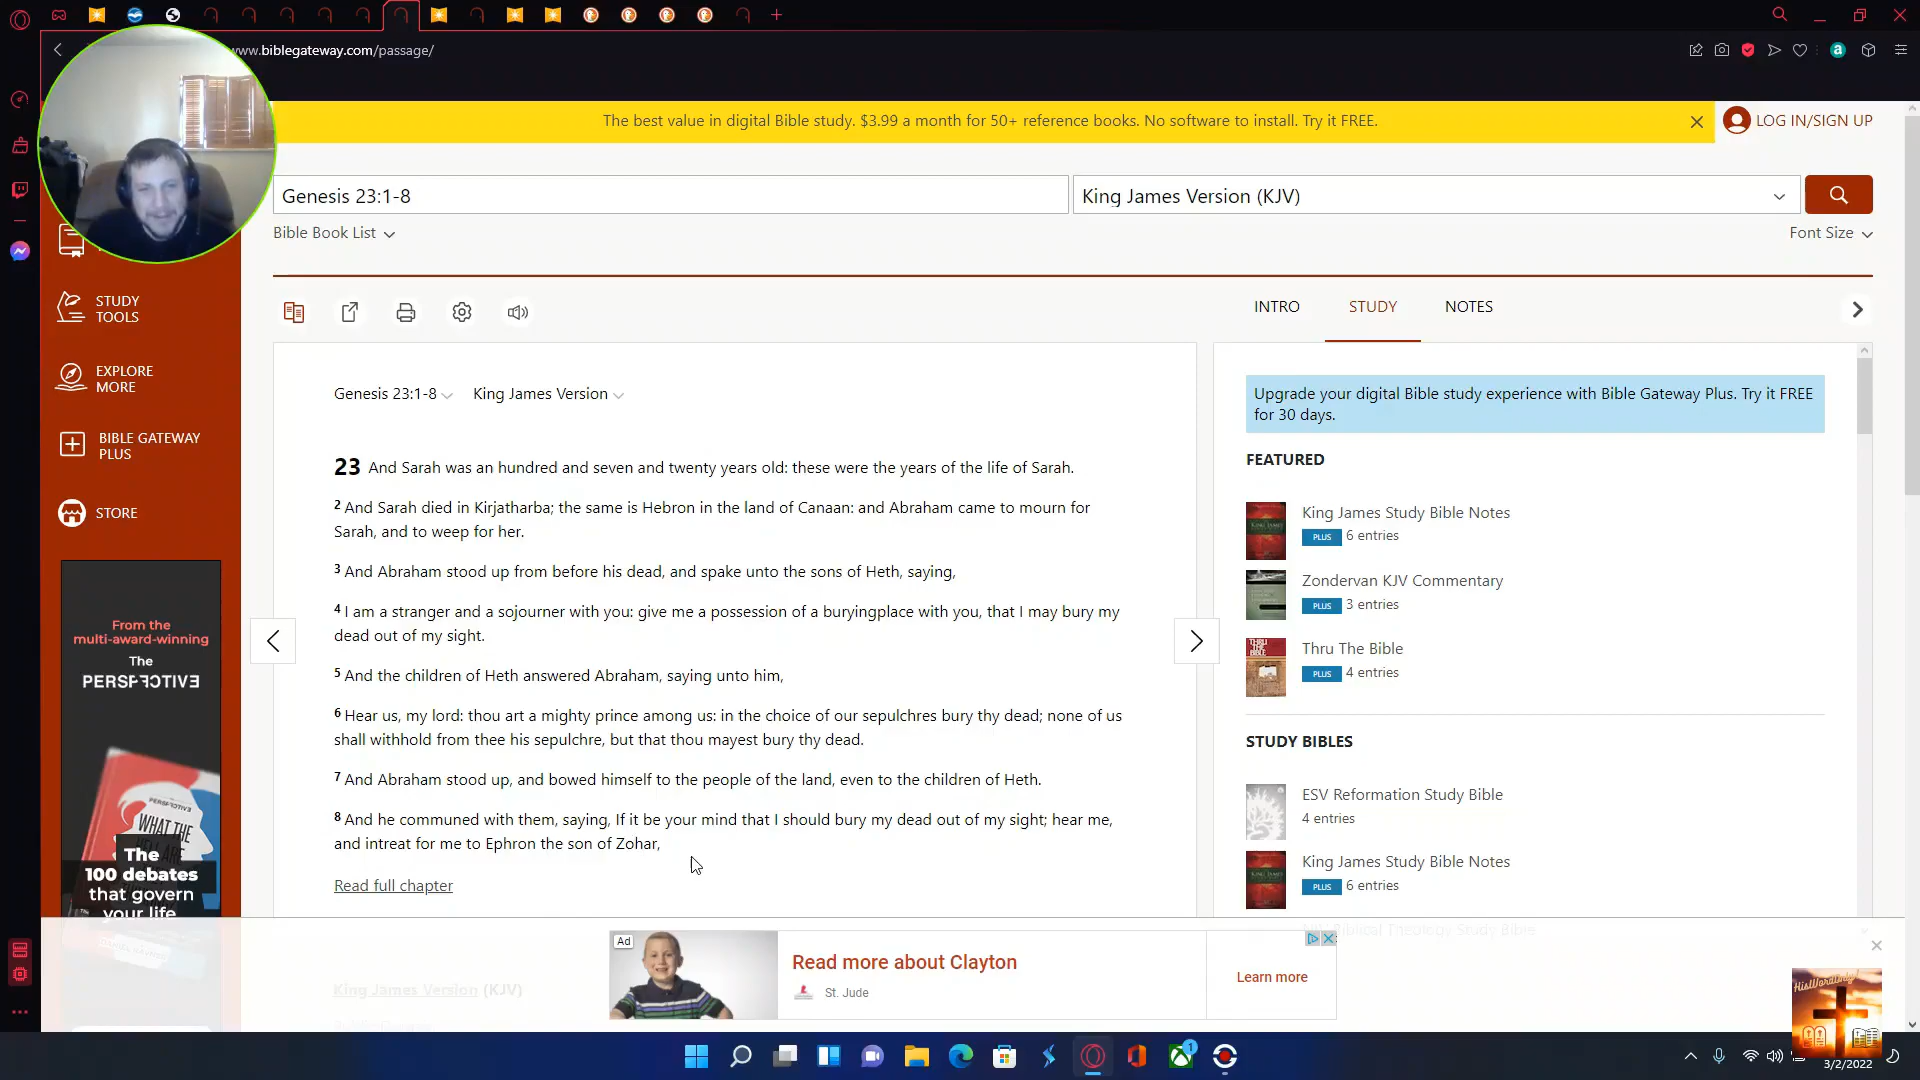 www.biblegateway.com/passage/
The best value in digital Bible study. $3.99 a month for 50+ reference books. No software to install. Try it FREE.
LOG IN/SIGN UP
Genesis 23:1-8
King James Version (KJV)
Bible Book List
Font Size
STUDY
TOOLS
EXPLORE
MORE
BIBLE GATEWAY
PLUS
STORE
INTRO
STUDY
NOTES
Genesis 23:1-8
King James Version
23 And Sarah was an hundred and seven and twenty years old: these were the years of the life of Sarah.
2 And Sarah died in Kirjatharba; the same is Hebron in the land of Canaan: and Abraham came to mourn for
Sarah, and to weep for her.
3 And Abraham stood up from before his dead, and spake unto the sons of Heth, saying,
4 I am a stranger and a sojourner with you: give me a possession of a buryingplace with you, that I may bury my
dead out of my sight.
5 And the children of Heth answered Abraham, saying unto him,
6 Hear us, my lord: thou art a mighty prince among us: in the choice of our sepulchres bury thy dead; none of us
shall withhold from thee his sepulchre, but that thou mayest bury thy dead.
7 And Abraham stood up, and bowed himself to the people of the land, even to the children of Heth.
8 And he communed with them, saying, If it be your mind that I should bury my dead out of my sight; hear me,
and intreat for me to Ephron the son of Zohar,
Read full chapter
King James Version (KJV)
Upgrade your digital Bible study experience with Bible Gateway Plus. Try it FREE
for 30 days.
FEATURED
King James Study Bible Notes
PLUS 6 entries
Zondervan KJV Commentary
PLUS 3 entries
Thru The Bible
PLUS 4 entries
STUDY BIBLES
ESV Reformation Study Bible
4 entries
King James Study Bible Notes
PLUS 6 entries
Biblical Theology Study Bible
From the
multi-award-winning
The
PERSPECTIVE
WHAT THE
The
100 debates
that govern
your life
Ad
Read more about Clayton
St. Jude
Learn more
HisWordOnly!
1
3/2/2022